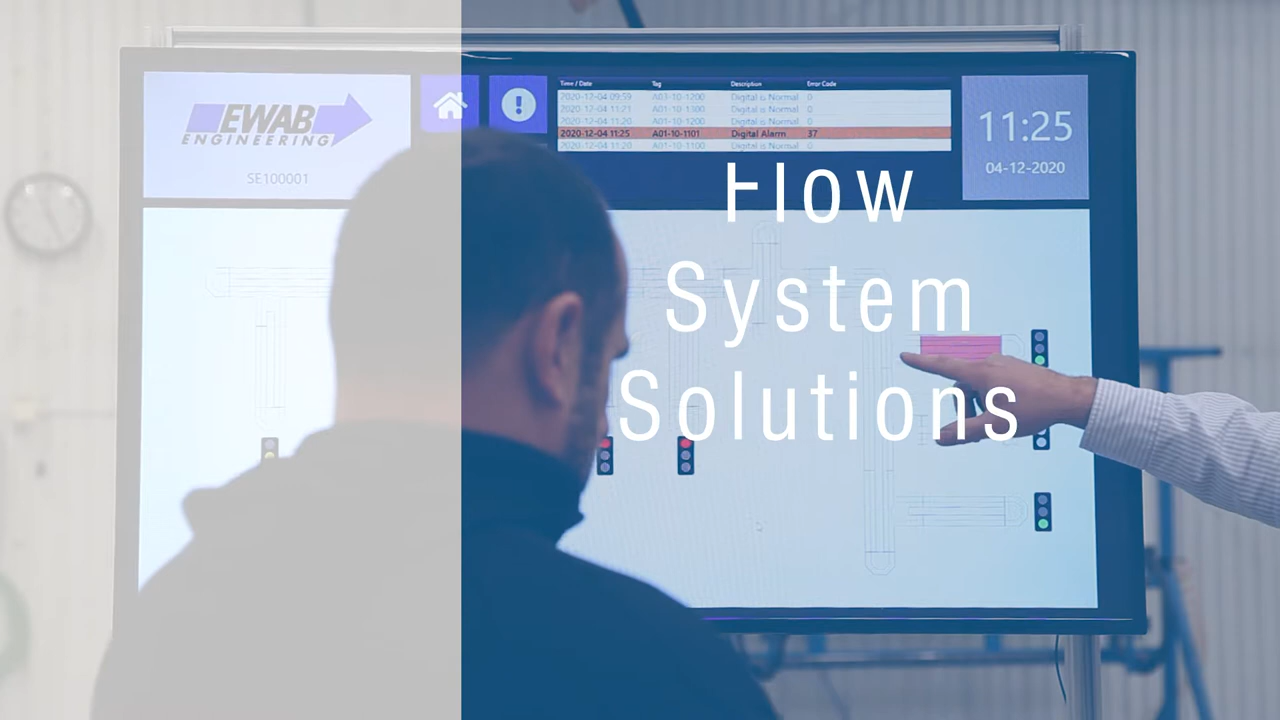 EWAB
ENGINEERING
SE100001
Time / Date Tag Description Error Code
2020-12-04 09:59 A03-10-1200 Digital is Normal 0
2020-12-04 11:21 A01-10-1300 Digital is Normal 0
2020-12-04 11:20 A01-10-1200 Digital is Normal 0
2020-12-04 11:25 A01-10-1101 Digital Alarm 37
2020-12-04 11:20 A01-10-1100 Digital is Normal 0
11:25
04-12-2020
Flow
System
Solutions